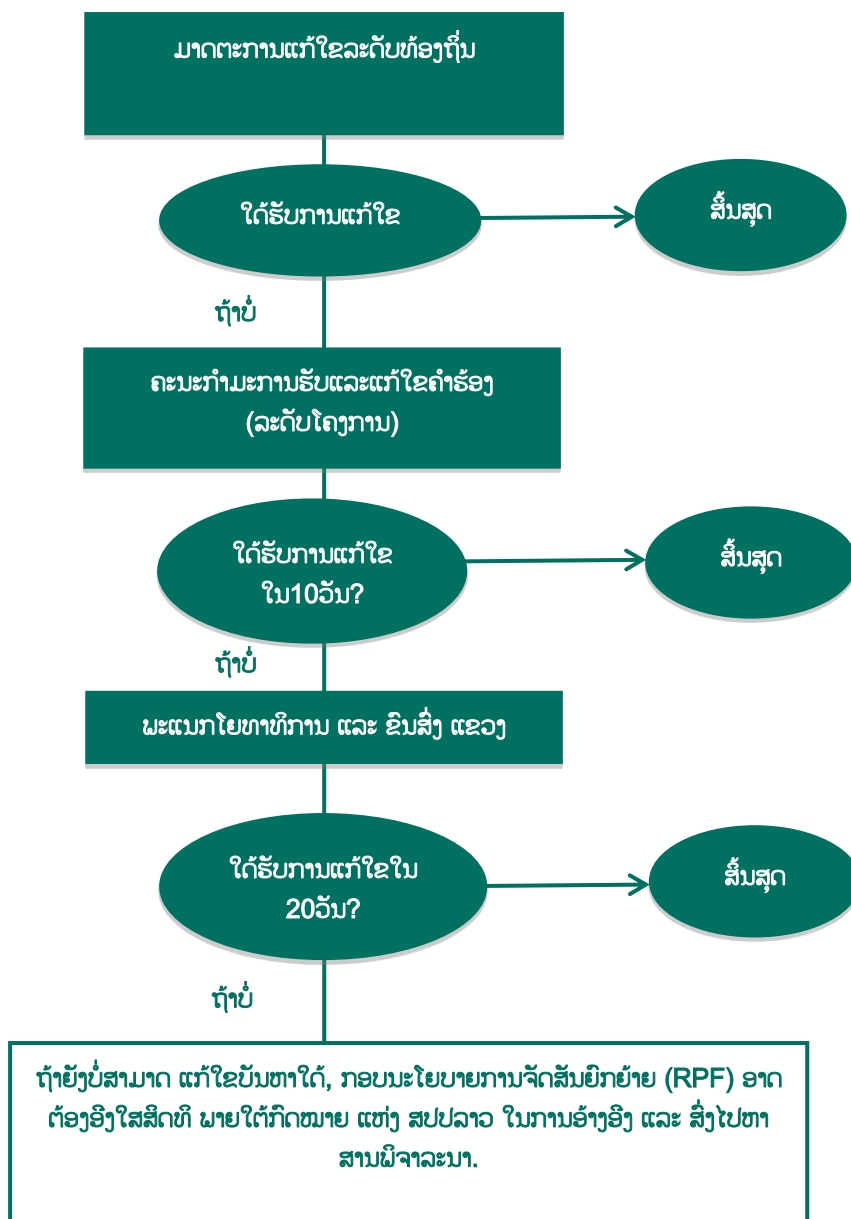 ມາດຕະການແກ້ໃຂລະດັບທ້ອງຖິ່ນ
ໃດ້ຮັບການແກ້ໃຂ
ສິ້ນສຸດ
ຖ້າບໍ່
ຄະນະກຳມະການຮັບແລະແກ້ໃຂຄຳຮ້ອງ
(ລະດັບໂຄງການ)
ໃດ້ຮັບການແກ້ໃຂ
ໃນ10ວັນ?
ສິ້ນສຸດ
ຖ້າບໍ່
ພະແນກໂຍທາທິການ ແລະ ຂົນສົ່ງ ແຂວງ
ໃດ້ຮັບການແກ້ໃຂໃນ
20ວັນ?
ສິ້ນສຸດ
ຖ້າບໍ່
ຖ້າຍັງບໍ່ສາມາດ ແກ້ໃຂບັນຫາໃດ້, ກອບນະໂຍບາຍການຈັດສັນຍົກຍ້າຍ (RPF) ອາດ
ຕ້ອງອີງໃສສິດທິ ພາຍໃຕ້ກົດໝາຍ ແຫ່ງ ສປປລາວ ໃນການອ້າງອີງ ແລະ ສົ່ງໄປຫາ
ສານພິຈາລະນາ.